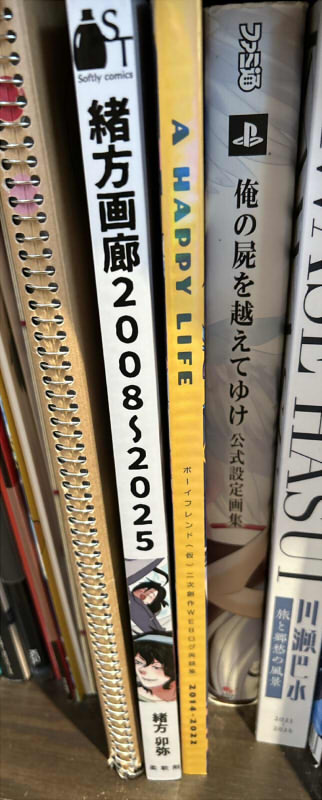 ST
Softly comics
緒方画廊2008〜2025
緒方 卯弥
A HAPPY LIFE
ボーイフレンド(仮)二次創作WEBログ再録集 2014-2022
ファミ通
俺の屍を越えてゆけ 公式設定画集
WASE HASUI
川瀬巴水
旅と郷愁の風景